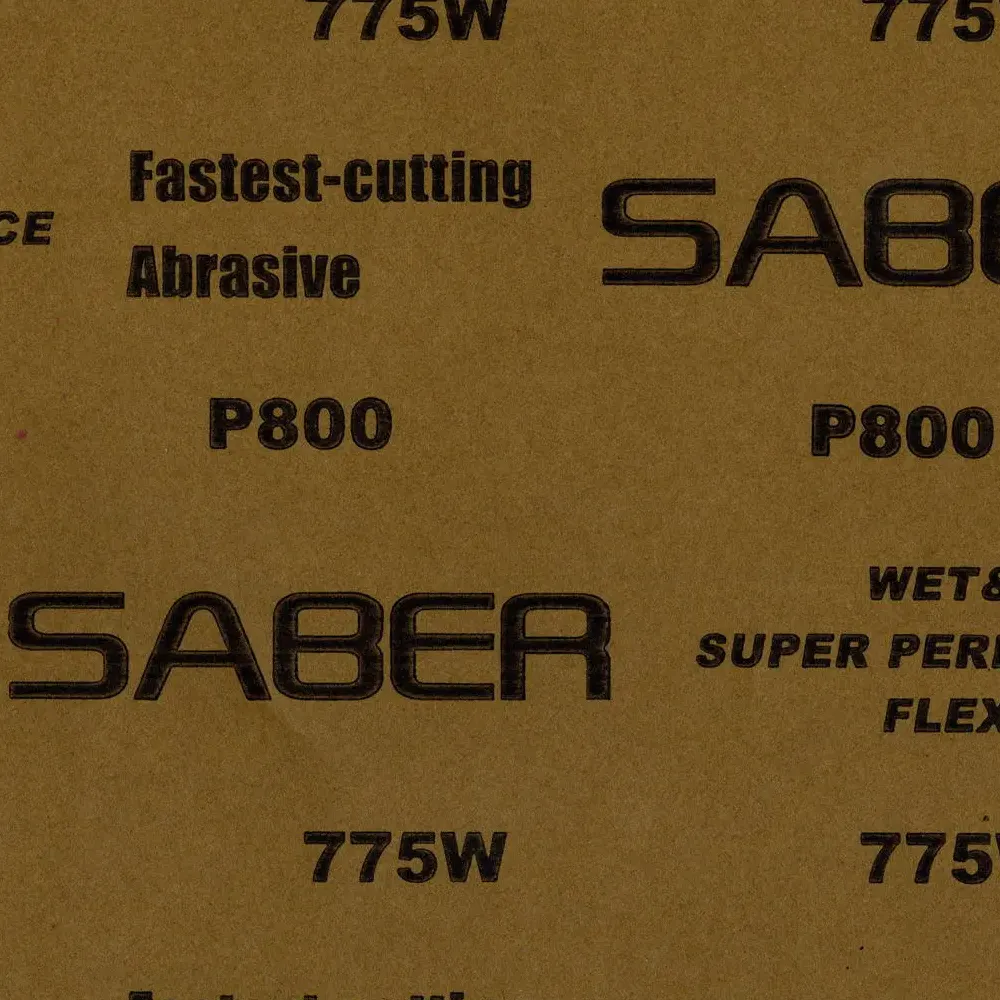 775W
775
Fastest-cutting
Abrasive
CE
SABE
P800
P800
WET&
SUPER PER
SABER
FLEX
775W
775